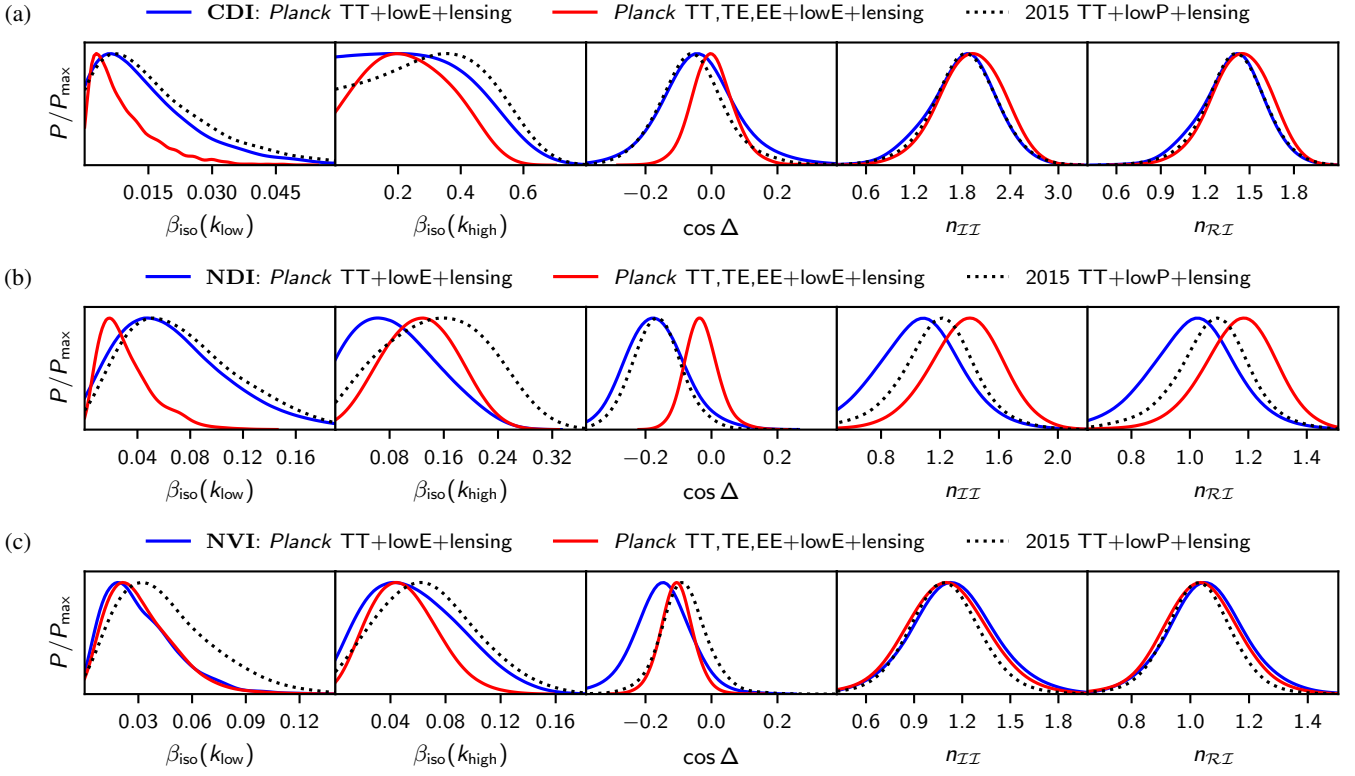 (a)
CDI: Planck TT+lowE+lensing Planck TT,TE,EE+lowE+lensing 2015 TT+lowP+lensing
P/P_max
0.015 0.030 0.045 0.2 0.4 0.6 −0.2 0.0 0.2 0.6 1.2 1.8 2.4 3.0 0.6 0.9 1.2 1.5 1.8
β_iso(k_low) β_iso(k_high) cos Δ n_ℐℐ n_ℛℐ
(b)
NDI: Planck TT+lowE+lensing Planck TT,TE,EE+lowE+lensing 2015 TT+lowP+lensing
P/P_max
0.04 0.08 0.12 0.16 0.08 0.16 0.24 0.32 −0.2 0.0 0.2 0.8 1.2 1.6 2.0 0.8 1.0 1.2 1.4
β_iso(k_low) β_iso(k_high) cos Δ n_ℐℐ n_ℛℐ
(c)
NVI: Planck TT+lowE+lensing Planck TT,TE,EE+lowE+lensing 2015 TT+lowP+lensing
P/P_max
0.03 0.06 0.09 0.12 0.04 0.08 0.12 0.16 −0.2 0.0 0.2 0.6 0.9 1.2 1.5 1.8 0.8 1.0 1.2 1.4
β_iso(k_low) β_iso(k_high) cos Δ n_ℐℐ n_ℛℐ